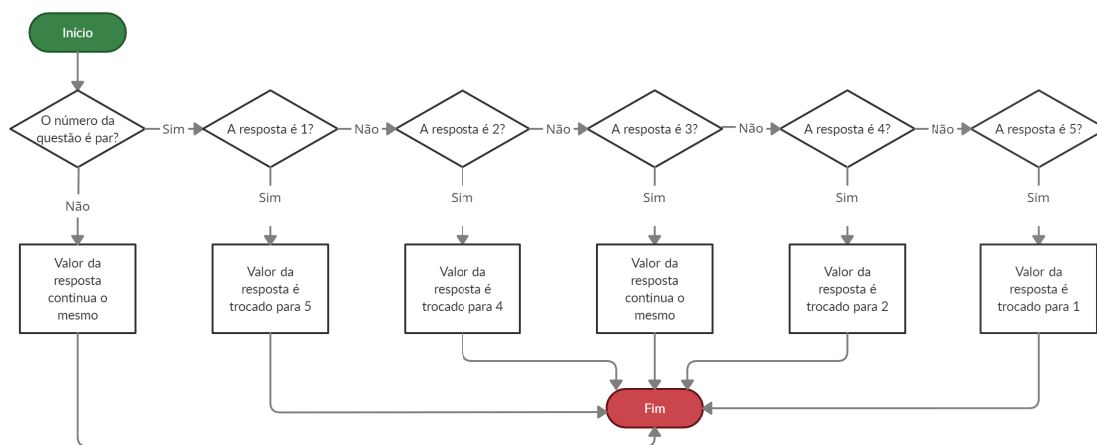 Início
O número da
questão é par?
Sim
A resposta é 1?
Não
A resposta é 2?
Não
A resposta é 3?
Não
A resposta é 4?
Não
A resposta é 5?
Não
Sim
Sim
Sim
Sim
Sim
Valor da
resposta
continua o
mesmo
Valor da
resposta é
trocado para 5
Valor da
resposta é
trocado para 4
Valor da
resposta
continua o
mesmo
Valor da
resposta é
trocado para 2
Valor da
resposta é
trocado para 1
Fim